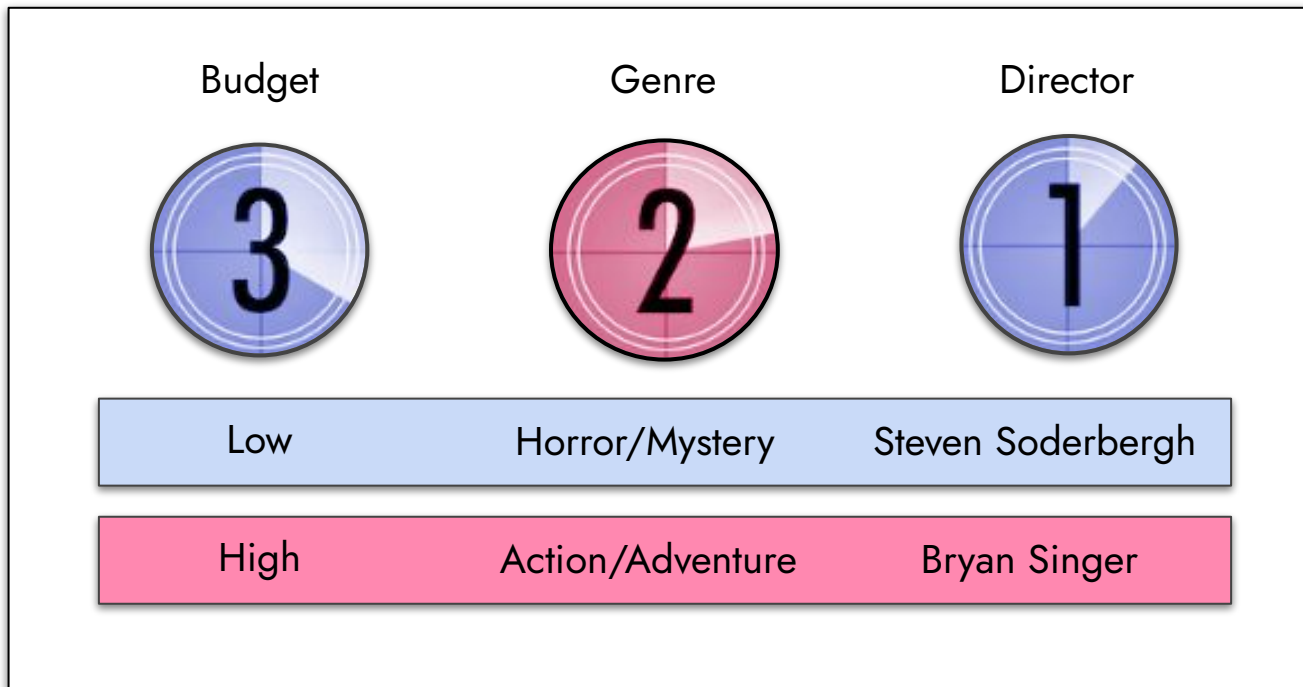 Budget Genre Director
3 2 1
Low Horror/Mystery Steven Soderbergh
High Action/Adventure Bryan Singer